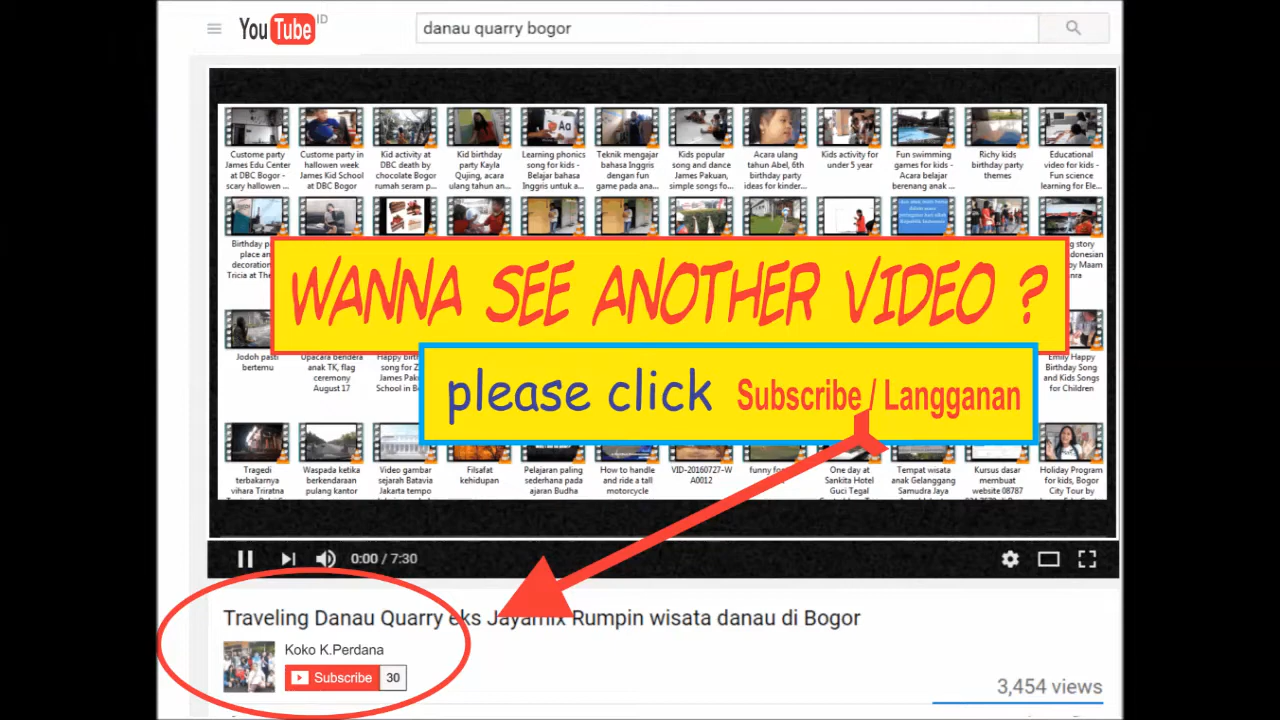 YouTube ID
danau quarry bogor
Custome party James Edu Center at DBC Bogor - scary hallowen ...
Custome party in halloween week James Kid School at DBC Bogor
Kid activity at DBC death by chocolate Bogor rumah seram p...
Kid birthday party Kayla Qujing, acara ulang tahun an...
Learning phonics song for kids - Belajar bahasa Inggris untuk a...
Teknik mengajar bahasa Inggris dengan fun game pada ana...
Kids popular song and dance James Pakuan, simple songs fo...
Acara ulang tahun Abel, 6th birthday party ideas for kinder...
Kids activity for under 5 year
Fun swimming games for kids - Acara belajar berenang anak ...
Richy kids birthday party themes
Educational video for kids - Fun science learning for Ele...
WANNA SEE ANOTHER VIDEO ?
please click Subscribe / Langganan
Jodoh pasti bertemu
Upacara bendera anak TK, flag ceremony August 17
Emily Happy Birthday Song and Kids Songs for Children
Tragedi terbakarnya vihara Triratna
Waspada ketika berkendaraan pulang kantor
Video gambar sejarah Batavia Jakarta tempo
Filsafat kehidupan
Pelajaran paling sederhana pada ajaran Budha
How to handle and ride a tall motorcycle
VID-20160727-WA0012
funny
One day at Sankita Hotel Guci Tegal
Tempat wisata anak Gelanggang Samudra Jaya
Kursus dasar membuat website 08787
Holiday Program for kids, Bogor City Tour by
0:00 / 7:30
Traveling Danau Quarry eks Jayamix Rumpin wisata danau di Bogor
Koko K.Perdana
Subscribe 30
3,454 views